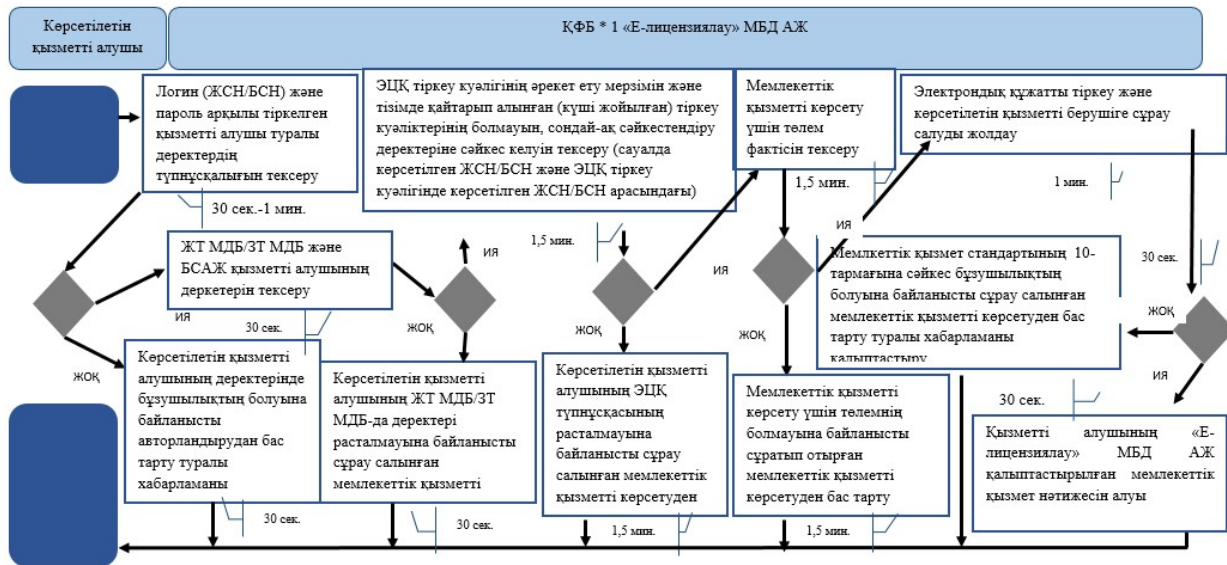 Көрсетілетін
қызметті алушы
ҚФБ * 1 «Е-лицензиялау» МБД АЖ
Логин (ЖСН/БСН) және
пароль арқылы тіркелген
қызметті алушы туралы
деректердің
түпнұсқалығын тексеру
ЭЦҚ тіркеу куәлігінің әрекет ету мерзімін және
тізімде қайтарып алынған (күші жойылған) тіркеу
куәліктерінің болмауын, сондай-ақ сәйкестендіру
деректеріне сәйкес келуін тексеру (сауалда
көрсетілген ЖСН/БСН және ЭЦҚ тіркеу
куәлігінде көрсетілген ЖСН/БСН арасындағы)
Мемлекеттік
қызметті көрсету
үшін төлем
фактісін тексеру
Электрондық құжатты тіркеу және
көрсетілетін қызметті берушіге сұрау
салуды жолдау
30 сек.-1 мин.
1,5 мин.
1,5 мин.
1 мин.
30 сек.
ЖТ МДБ/ЗТ МДБ және
БСАЖ қызметті алушының
деркетерін тексеру
30 сек.
ИЯ
ИЯ
ИЯ
ИЯ
ИЯ
Мемлкеттік қызмет стандартының 10-
тармағына сәйкес бұзушылықтың
болуына байланысты сұрау салынған
мемлекеттік қызметті көрсетуден бас
тарту туралы хабарламаны
қалыптастыру
ЖОҚ
ЖОҚ
ЖОҚ
ЖОҚ
ЖОҚ
Көрсетілетін қызметті
алушының деректерінде
бұзушылықтың болуына
байланысты
авторландырудан бас
тарту туралы
хабарламаны
Көрсетілетін қызметті
алушының ЖТ МДБ/ЗТ
МДБ-да деректері
расталмауына байланысты
сұрау салынған
мемлекеттік қызметті
Көрсетілетін қызметті
алушының ЭЦҚ
түпнұсқасының
расталмауына
байланысты сұрау
салынған мемлекеттік
қызметті көрсетуден
Мемлекеттік қызметті
көрсету үшін төлемнің
болмауына байланысты
сұратып отырған
мемлекеттік қызметті
көрсетуден бас тарту
30 сек.
Қызметті алушының «Е-
лицензиялау» МБД АЖ
қалыптастырылған мемлекеттік
қызмет нәтижесін алуы
30 сек.
30 сек.
1,5 мин.
1,5 мин.